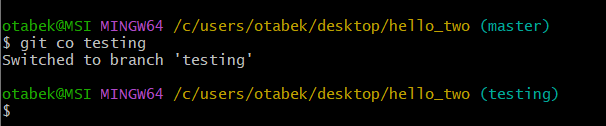 otabek@MSI MINGW64 /c/users/otabek/desktop/hello_two (master)
$ git co testing
Switched to branch 'testing'
otabek@MSI MINGW64 /c/users/otabek/desktop/hello_two (testing)
$